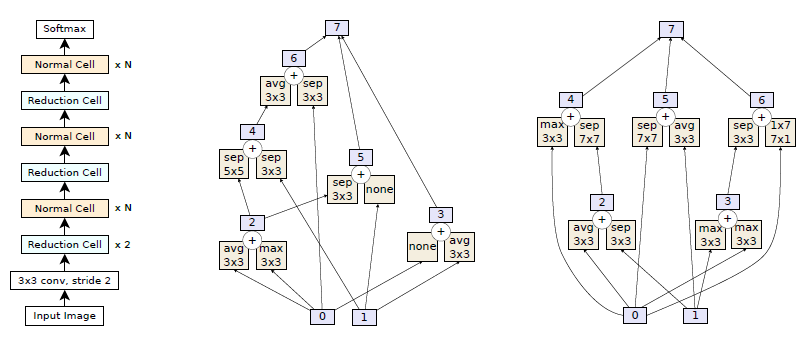 Softmax
Normal Cell x N
Reduction Cell
Normal Cell x N
Reduction Cell
Normal Cell x N
Reduction Cell x 2
3x3 conv, stride 2
Input Image
7
6
+
avg
3x3
sep
3x3
4
+
sep
5x5
sep
3x3
5
+
sep
3x3
none
2
+
avg
3x3
max
3x3
3
+
none
avg
3x3
0
1
7
4
+
max
3x3
sep
7x7
5
+
sep
7x7
avg
3x3
6
+
sep
3x3
1x7
7x1
2
+
avg
3x3
sep
3x3
3
+
max
3x3
max
3x3
0
1